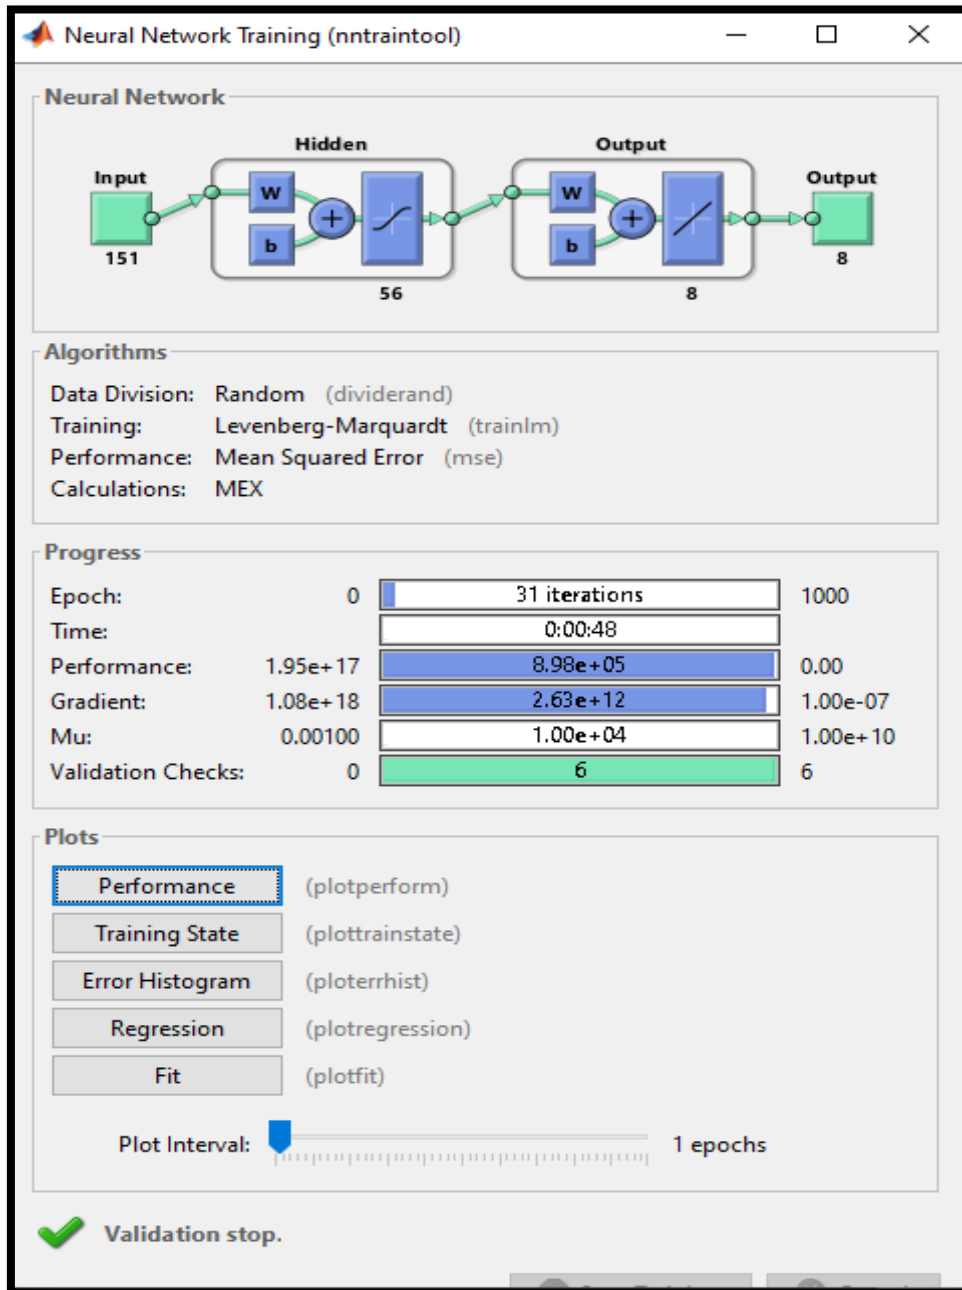 Neural Network Training (nntraintool)
Neural Network
Hidden
Output
Input
Output
W
W
b
b
151
8
56
8
Algorithms
Data Division: Random (dividerand)
Training: Levenberg-Marquardt (trainlm)
Performance: Mean Squared Error (mse)
Calculations: MEX
Progress
Epoch: 0 31 iterations 1000
Time: 0:00:48
Performance: 1.95e+17 8.98e+05 0.00
Gradient: 1.08e+18 2.63e+12 1.00e-07
Mu: 0.00100 1.00e+04 1.00e+10
Validation Checks: 0 6 6
Plots
Performance (plotperform)
Training State (plottrainstate)
Error Histogram (ploterrhist)
Regression (plotregression)
Fit (plotfit)
Plot Interval: 1 epochs
Validation stop.